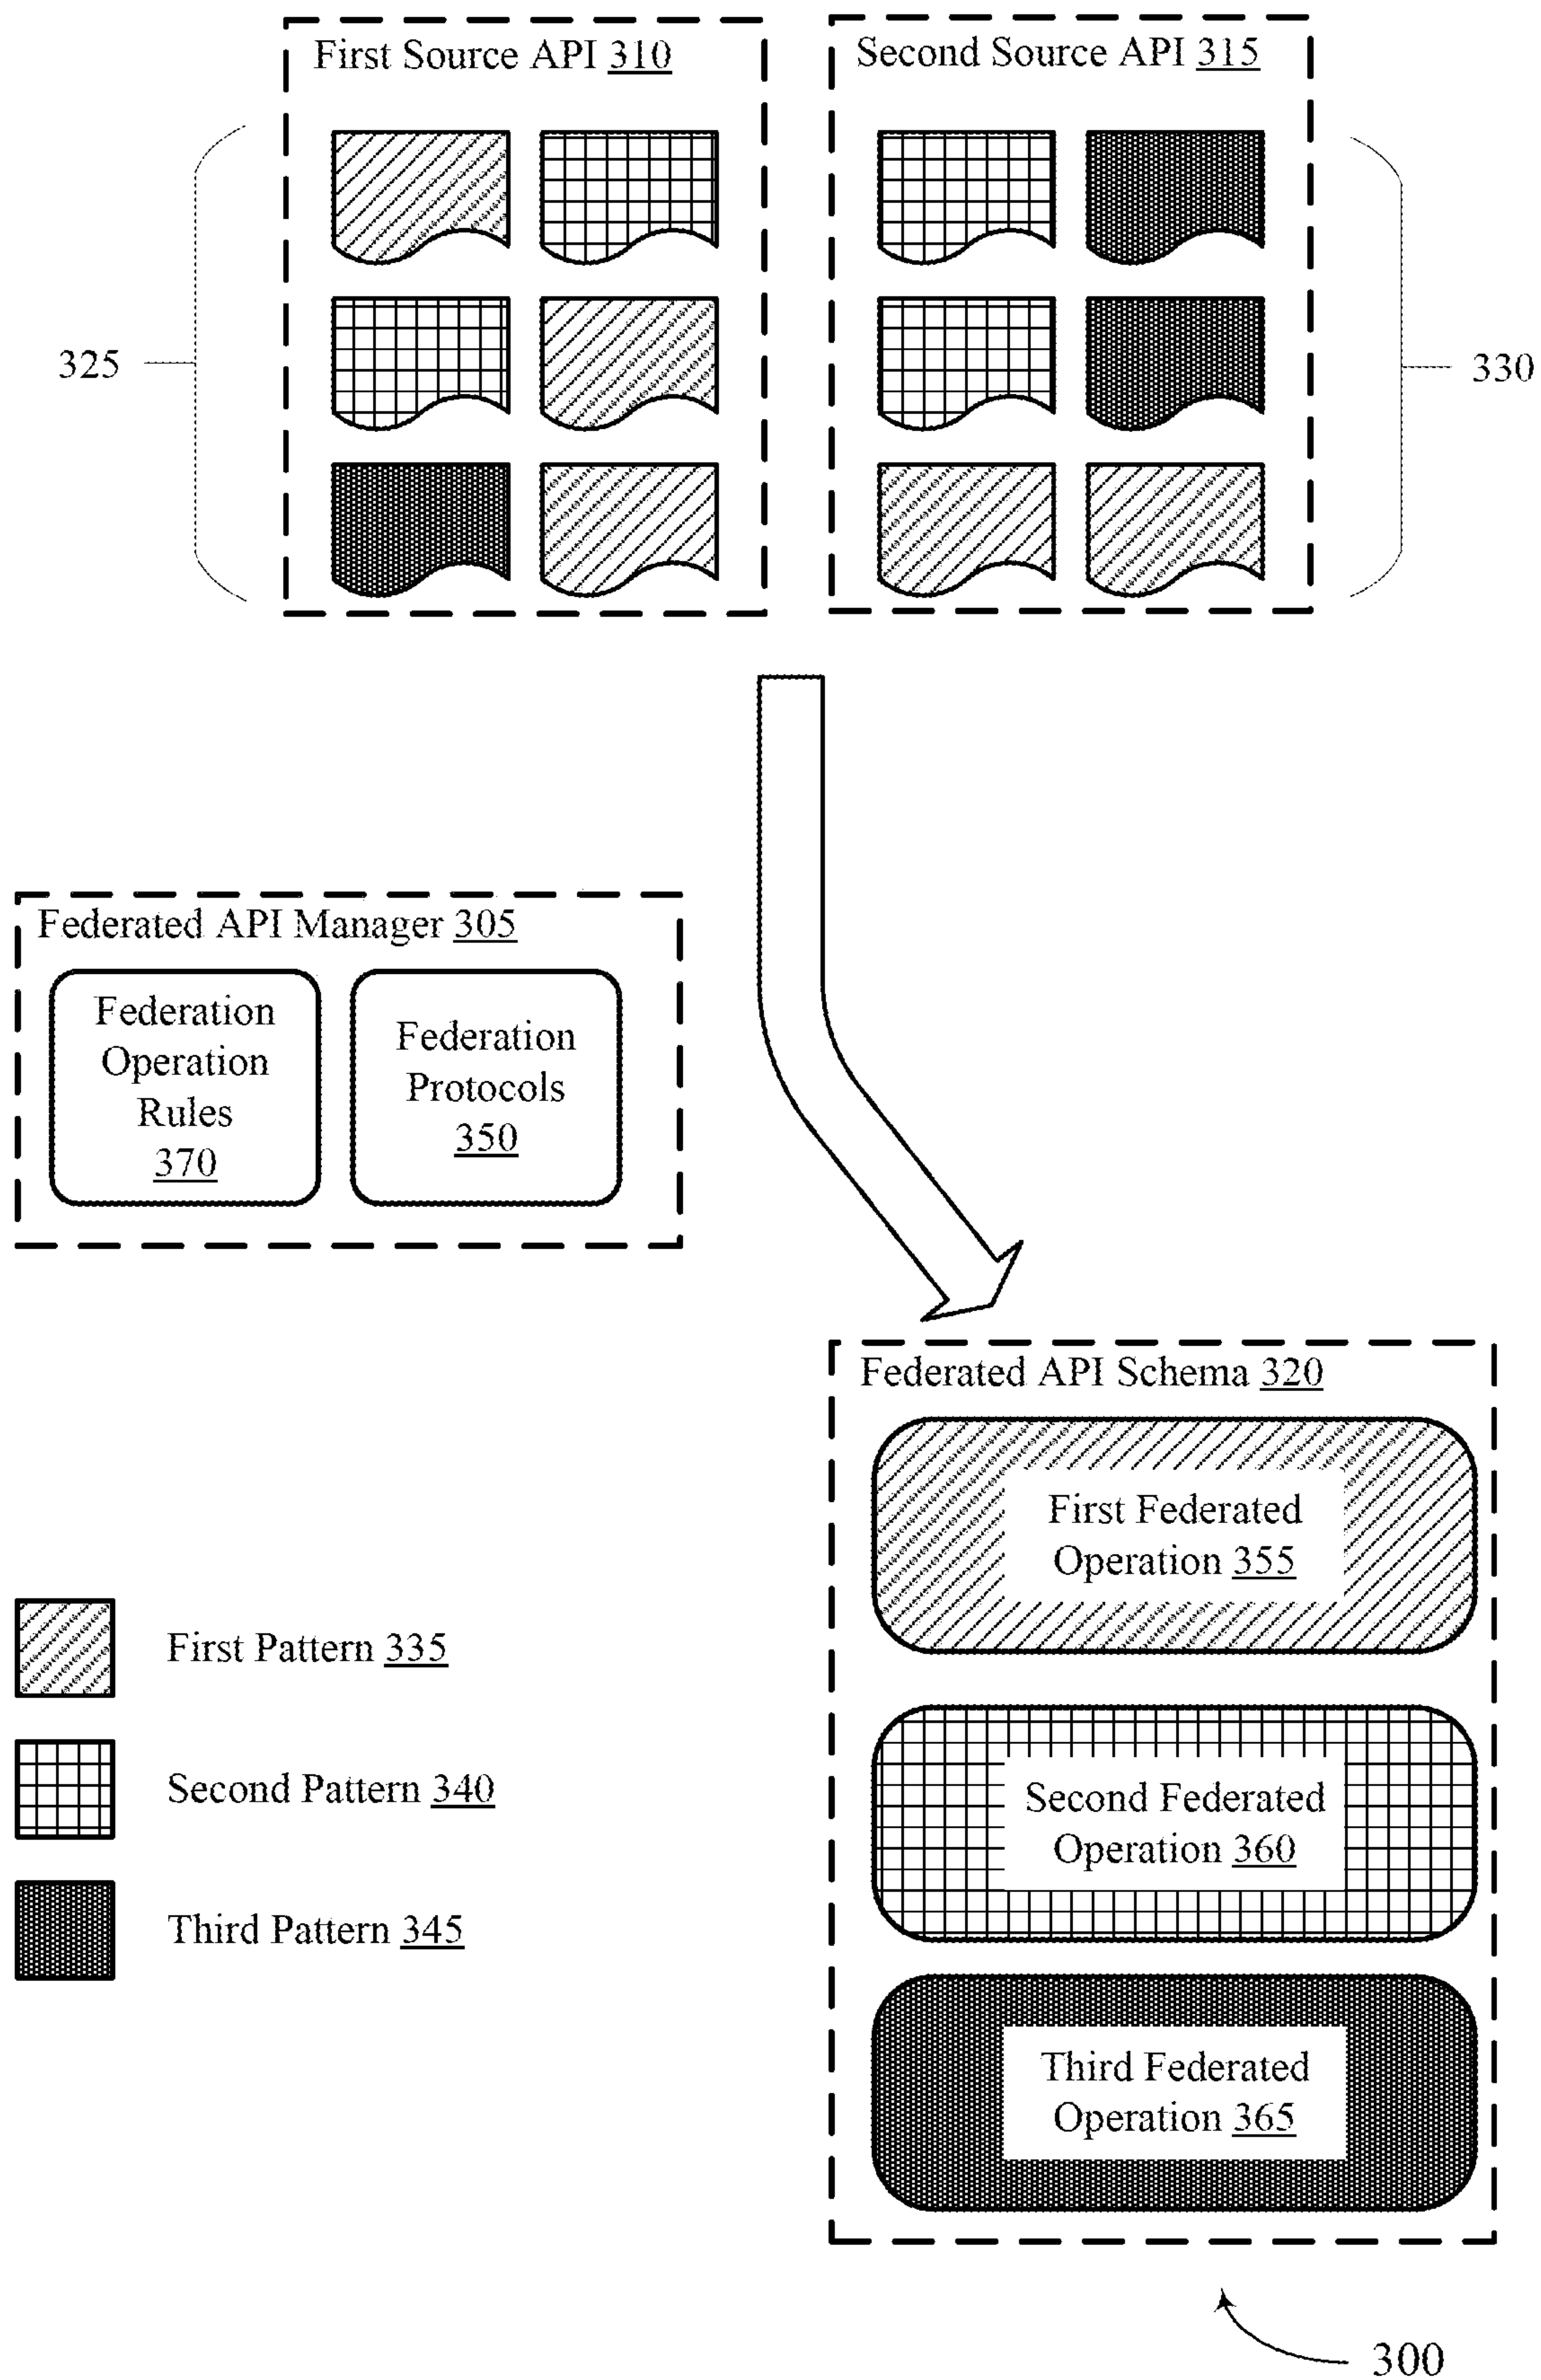 First Source API 310
Second Source API 315
325
330
Federated API Manager 305
Federation
Operation
Rules
370
Federation
Protocols
350
Federated API Schema 320
First Federated
Operation 355
First Pattern 335
Second Pattern 340
Second Federated
Operation 360
Third Pattern 345
Third Federated
Operation 365
300